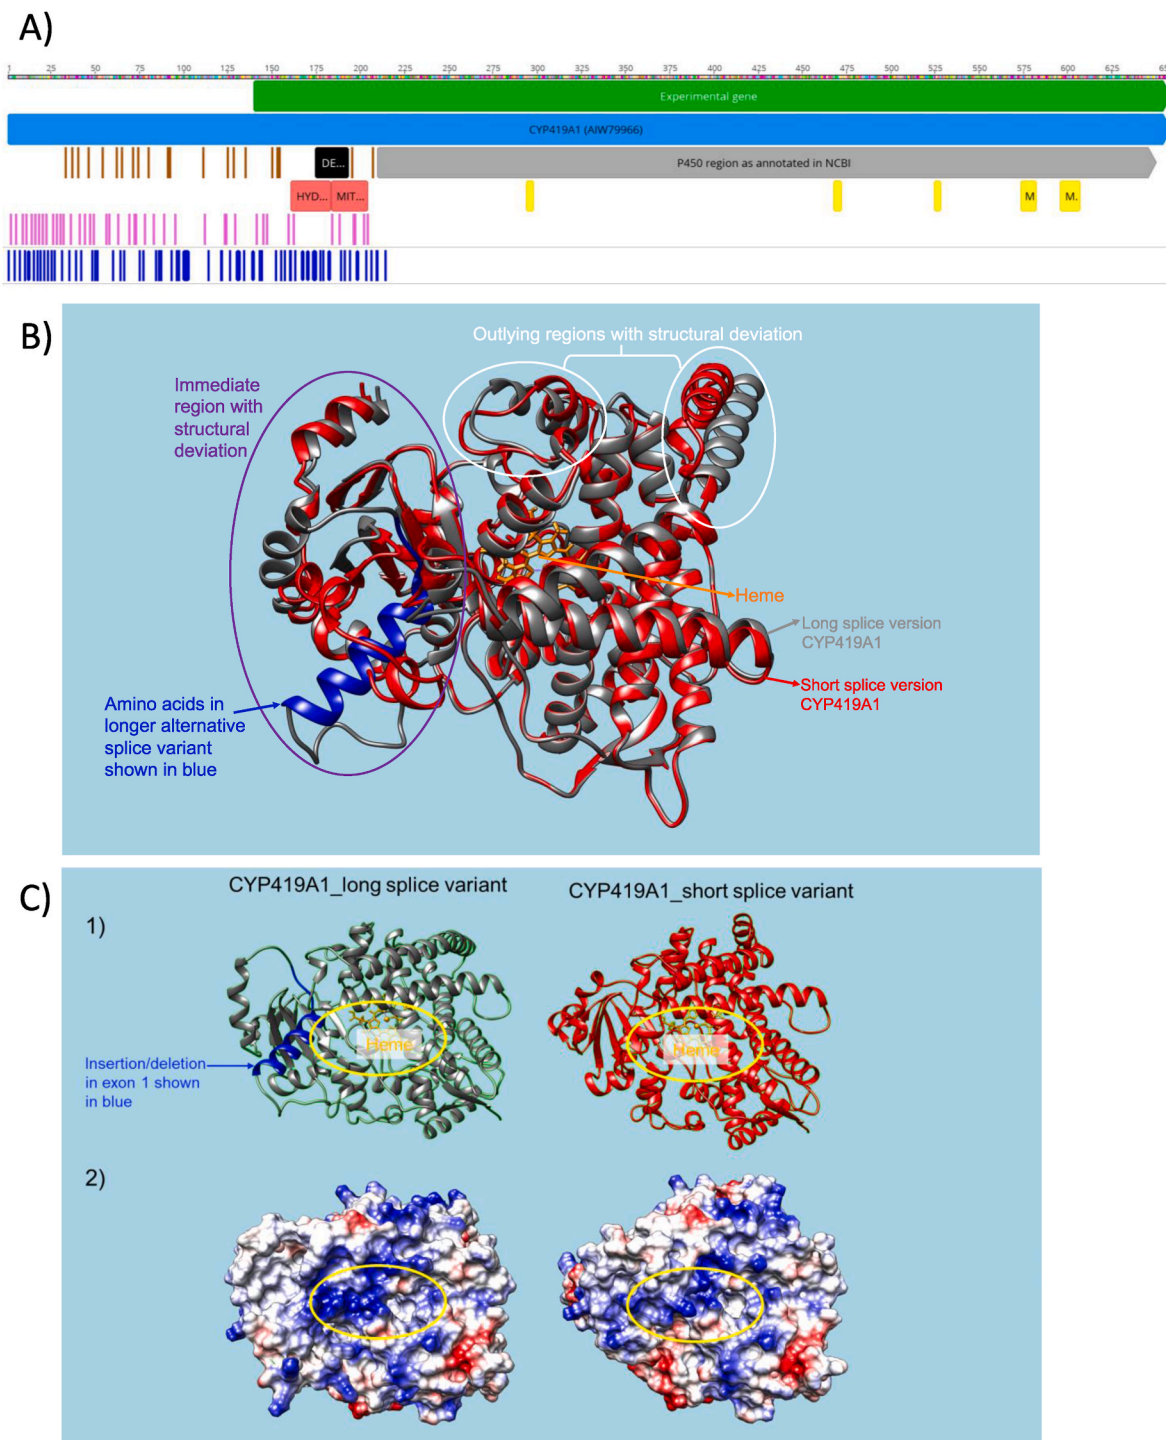 A)
1 25 50 75 100 125 150 175 200 225 250 275 300 325 350 375 400 425 450 475 500 525 550 575 600 625
Experimental gene
CYP419A1 (AIW79966)
DE...
P450 region as annotated in NCBI
HYD...
MIT...
M
M.
B)
Outlying regions with structural deviation
Immediate
region with
structural
deviation
Heme
Long splice version
CYP419A1
Short splice version
CYP419A1
Amino acids in
longer alternative
splice variant
shown in blue
C)
CYP419A1_long splice variant
CYP419A1_short splice variant
1)
Heme
Heme
Insertion/deletion
in exon 1 shown
in blue
2)